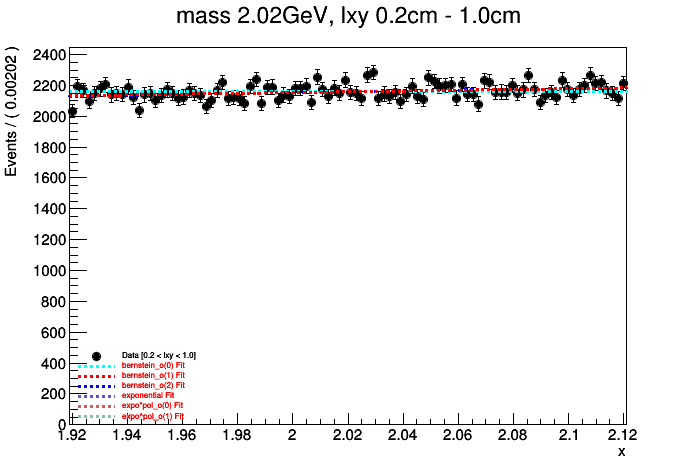 mass 2.02GeV, lxy 0.2cm - 1.0cm
Events / ( 0.00202 )
2400
2200
2000
1800
1600
1400
1200
1000
800
600
400
200
0
Data [0.2 < lxy < 1.0]
bernstein_o(0) Fit
bernstein_o(1) Fit
bernstein_o(2) Fit
exponential Fit
expo*pol_o(0) Fit
expo*pol_o(1) Fit
1.92 1.94 1.96 1.98 2 2.02 2.04 2.06 2.08 2.1 2.12
x